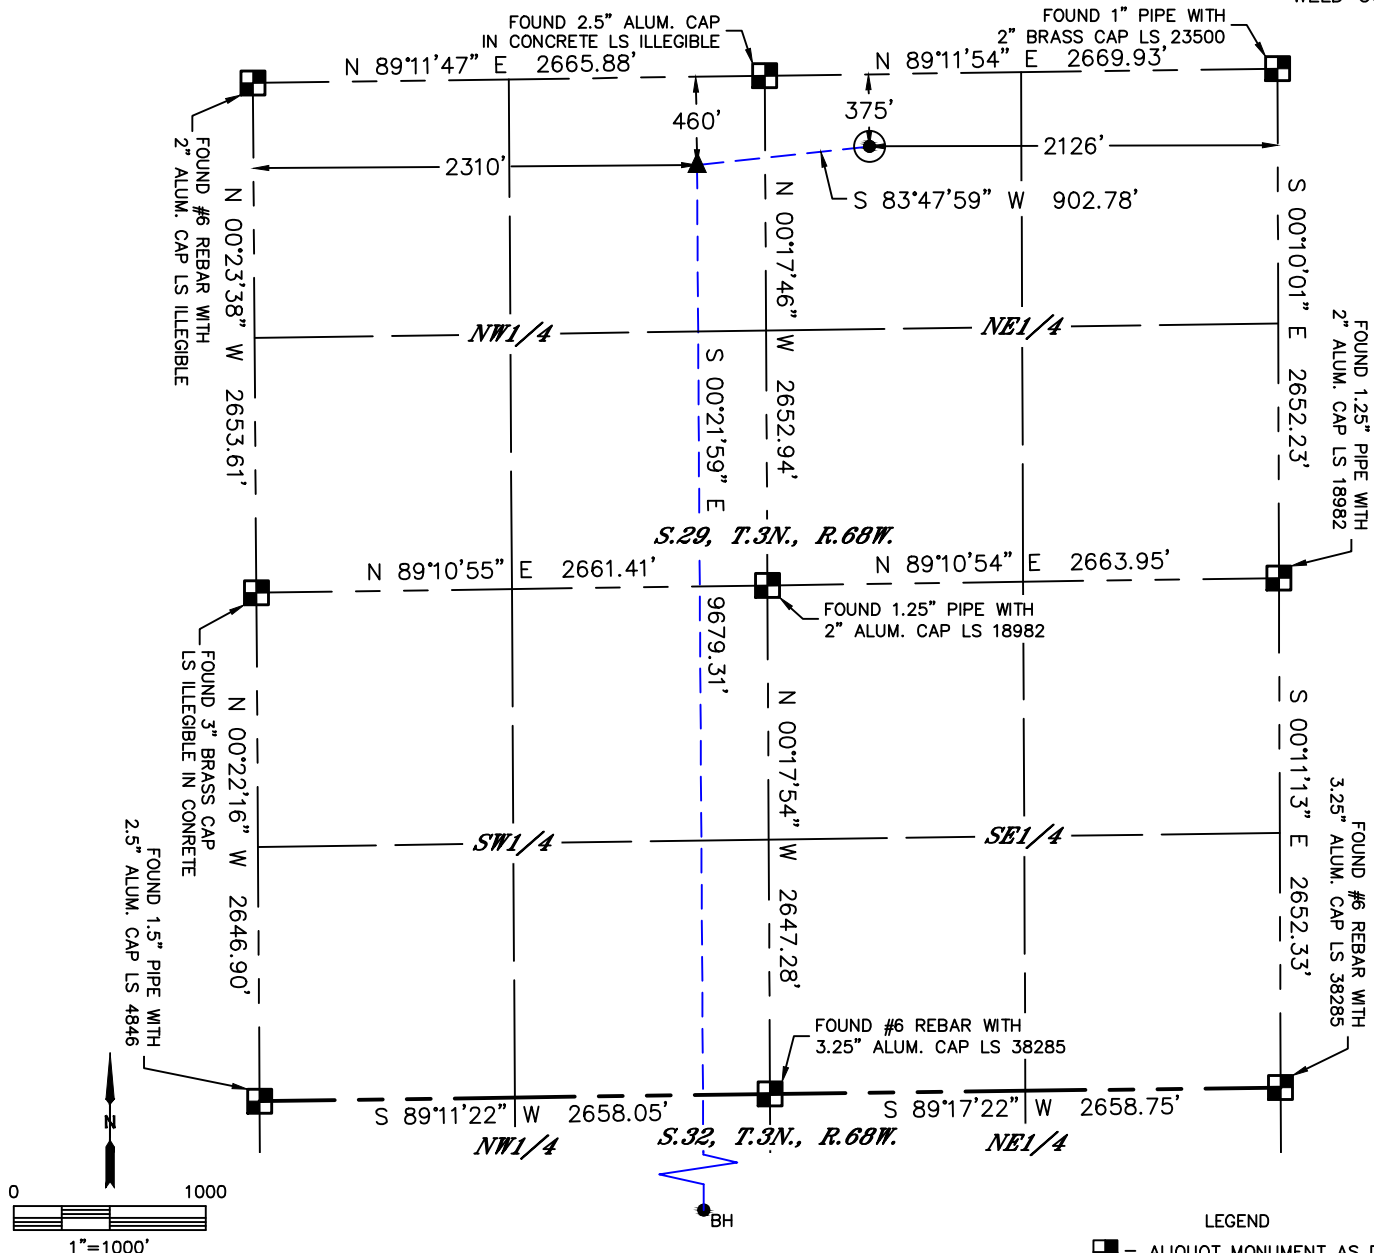 FOUND 2.5" ALUM. CAP
IN CONCRETE LS ILLEGIBLE
FOUND 1" PIPE WITH
2" BRASS CAP LS 23500
N 89°11'47" E 2665.88'
N 89°11'54" E 2669.93'
460'
375'
2310'
2126'
S 83°47'59" W 902.78'
FOUND #6 REBAR WITH
2" ALUM. CAP LS ILLEGIBLE
N 00°23'38" W 2653.61'
N 00°17'46" W 2652.94'
S 00°10'01" E 2652.23'
NW1/4
NE1/4
S 00°21'59" E 9679.31'
FOUND 1.25" PIPE WITH
2" ALUM. CAP LS 18982
S.29, T.3N., R.68W.
N 89°10'55" E 2661.41'
N 89°10'54" E 2663.95'
FOUND 1.25" PIPE WITH
2" ALUM. CAP LS 18982
FOUND 3" BRASS CAP
LS ILLEGIBLE IN CONRETE
N 00°22'16" W 2646.90'
N 00°17'54" W 2647.28'
S 00°11'13" E 2652.33'
SW1/4
SE1/4
FOUND 1.5" PIPE WITH
2.5" ALUM. CAP LS 4846
FOUND #6 REBAR WITH
3.25" ALUM. CAP LS 38285
FOUND #6 REBAR WITH
3.25" ALUM. CAP LS 38285
S 89°11'22" W 2658.05'
S 89°17'22" W 2658.75'
S.32, T.3N., R.68W.
NW1/4
NE1/4
N
0 1000
1"=1000'
BH
LEGEND
= ALIQUOT MONUMENT AS